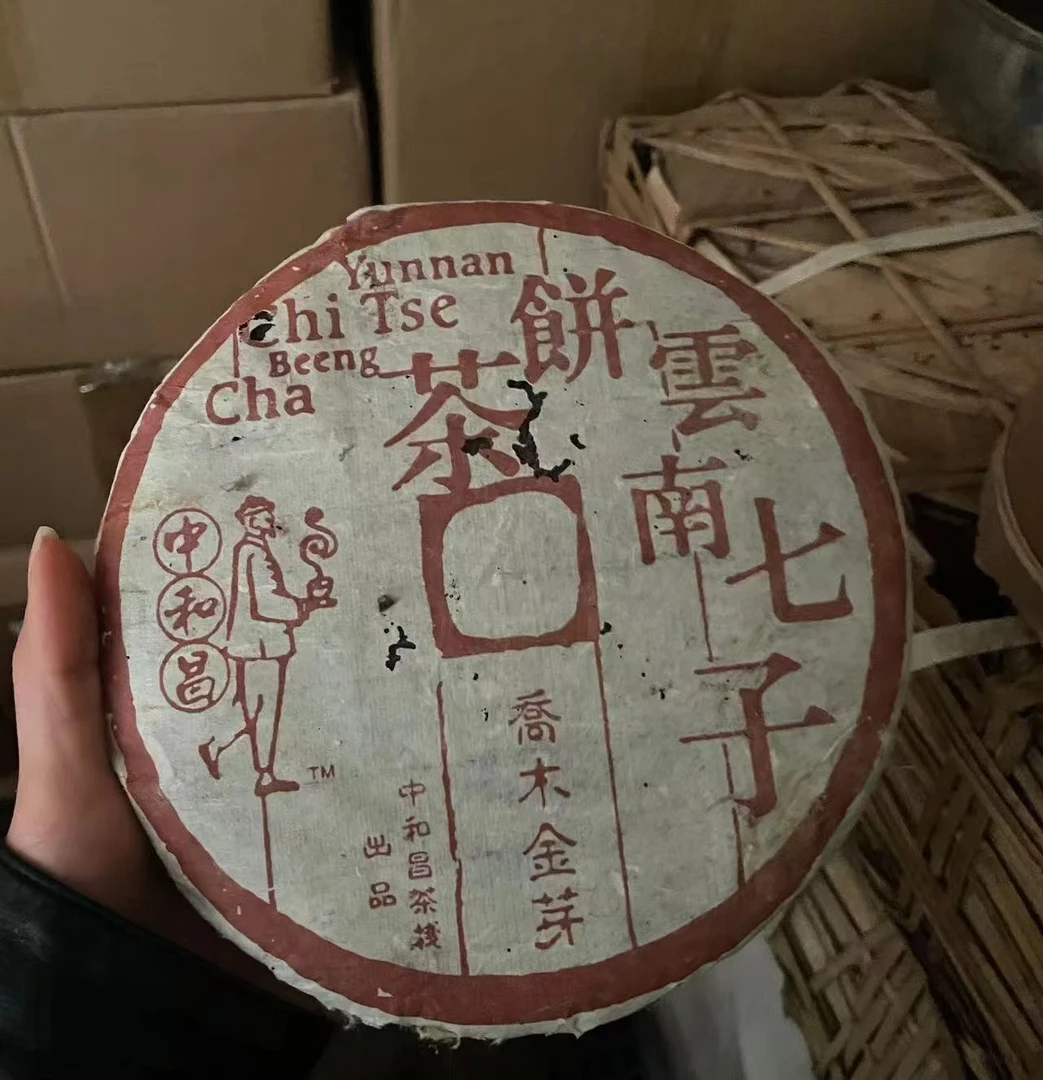 Yunnan
Chi Tse
Beeng
Cha
雲南
七子
餅
茶
中和昌
TM
喬木金芽
中和昌茶棧
出品